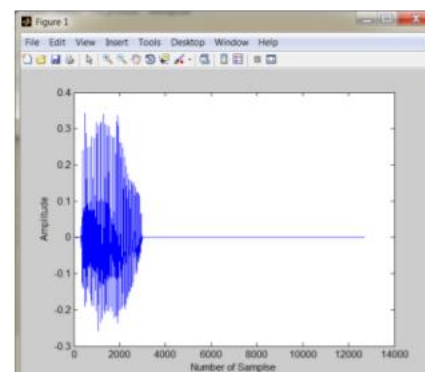 Figure 1
File Edit View Insert Tools Desktop Window Help
0.4
0.3
0.2
0.1
0
-0.1
-0.2
-0.3
Amplitude
0 2000 4000 6000 8000 10000 12000 14000
Number of Samplse